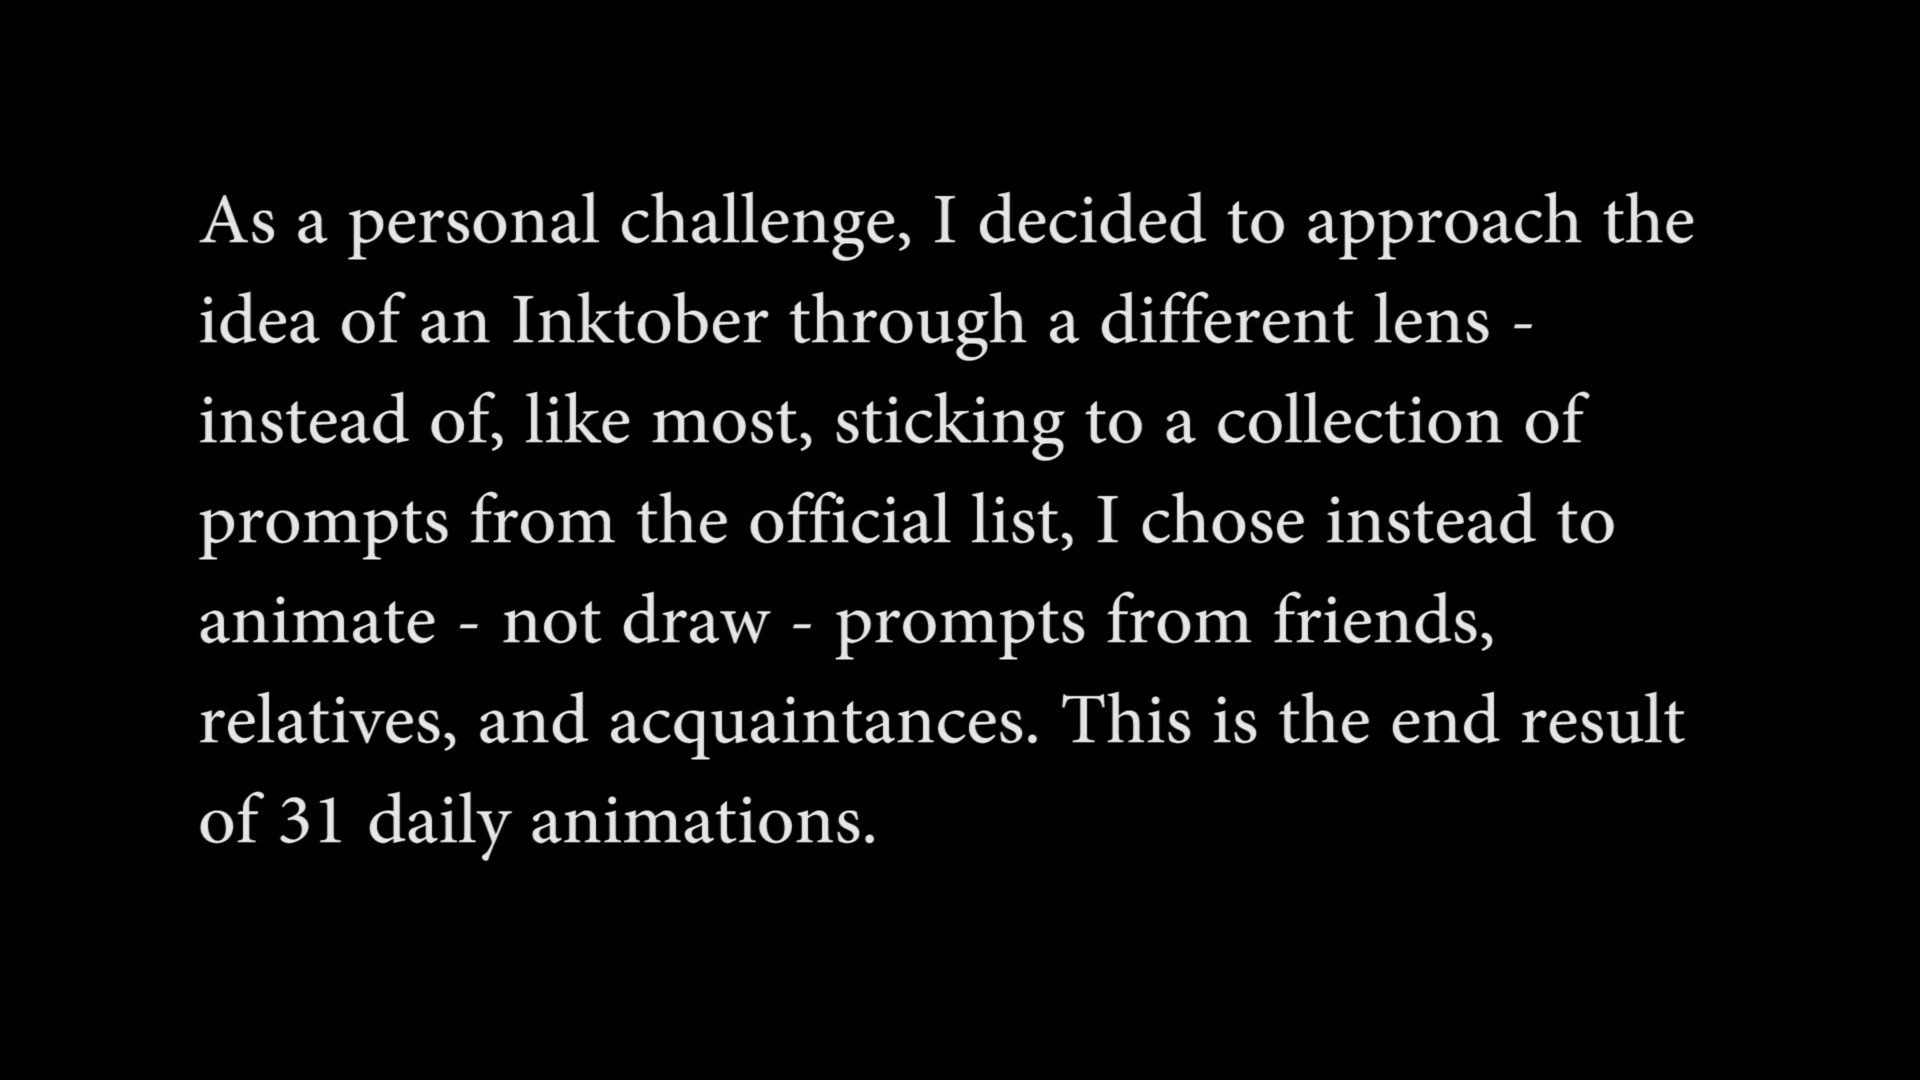 As a personal challenge, I decided to approach the
idea of an Inktober through a different lens -
instead of, like most, sticking to a collection of
prompts from the official list, I chose instead to
animate - not draw - prompts from friends,
relatives, and acquaintances. This is the end result
of 31 daily animations.